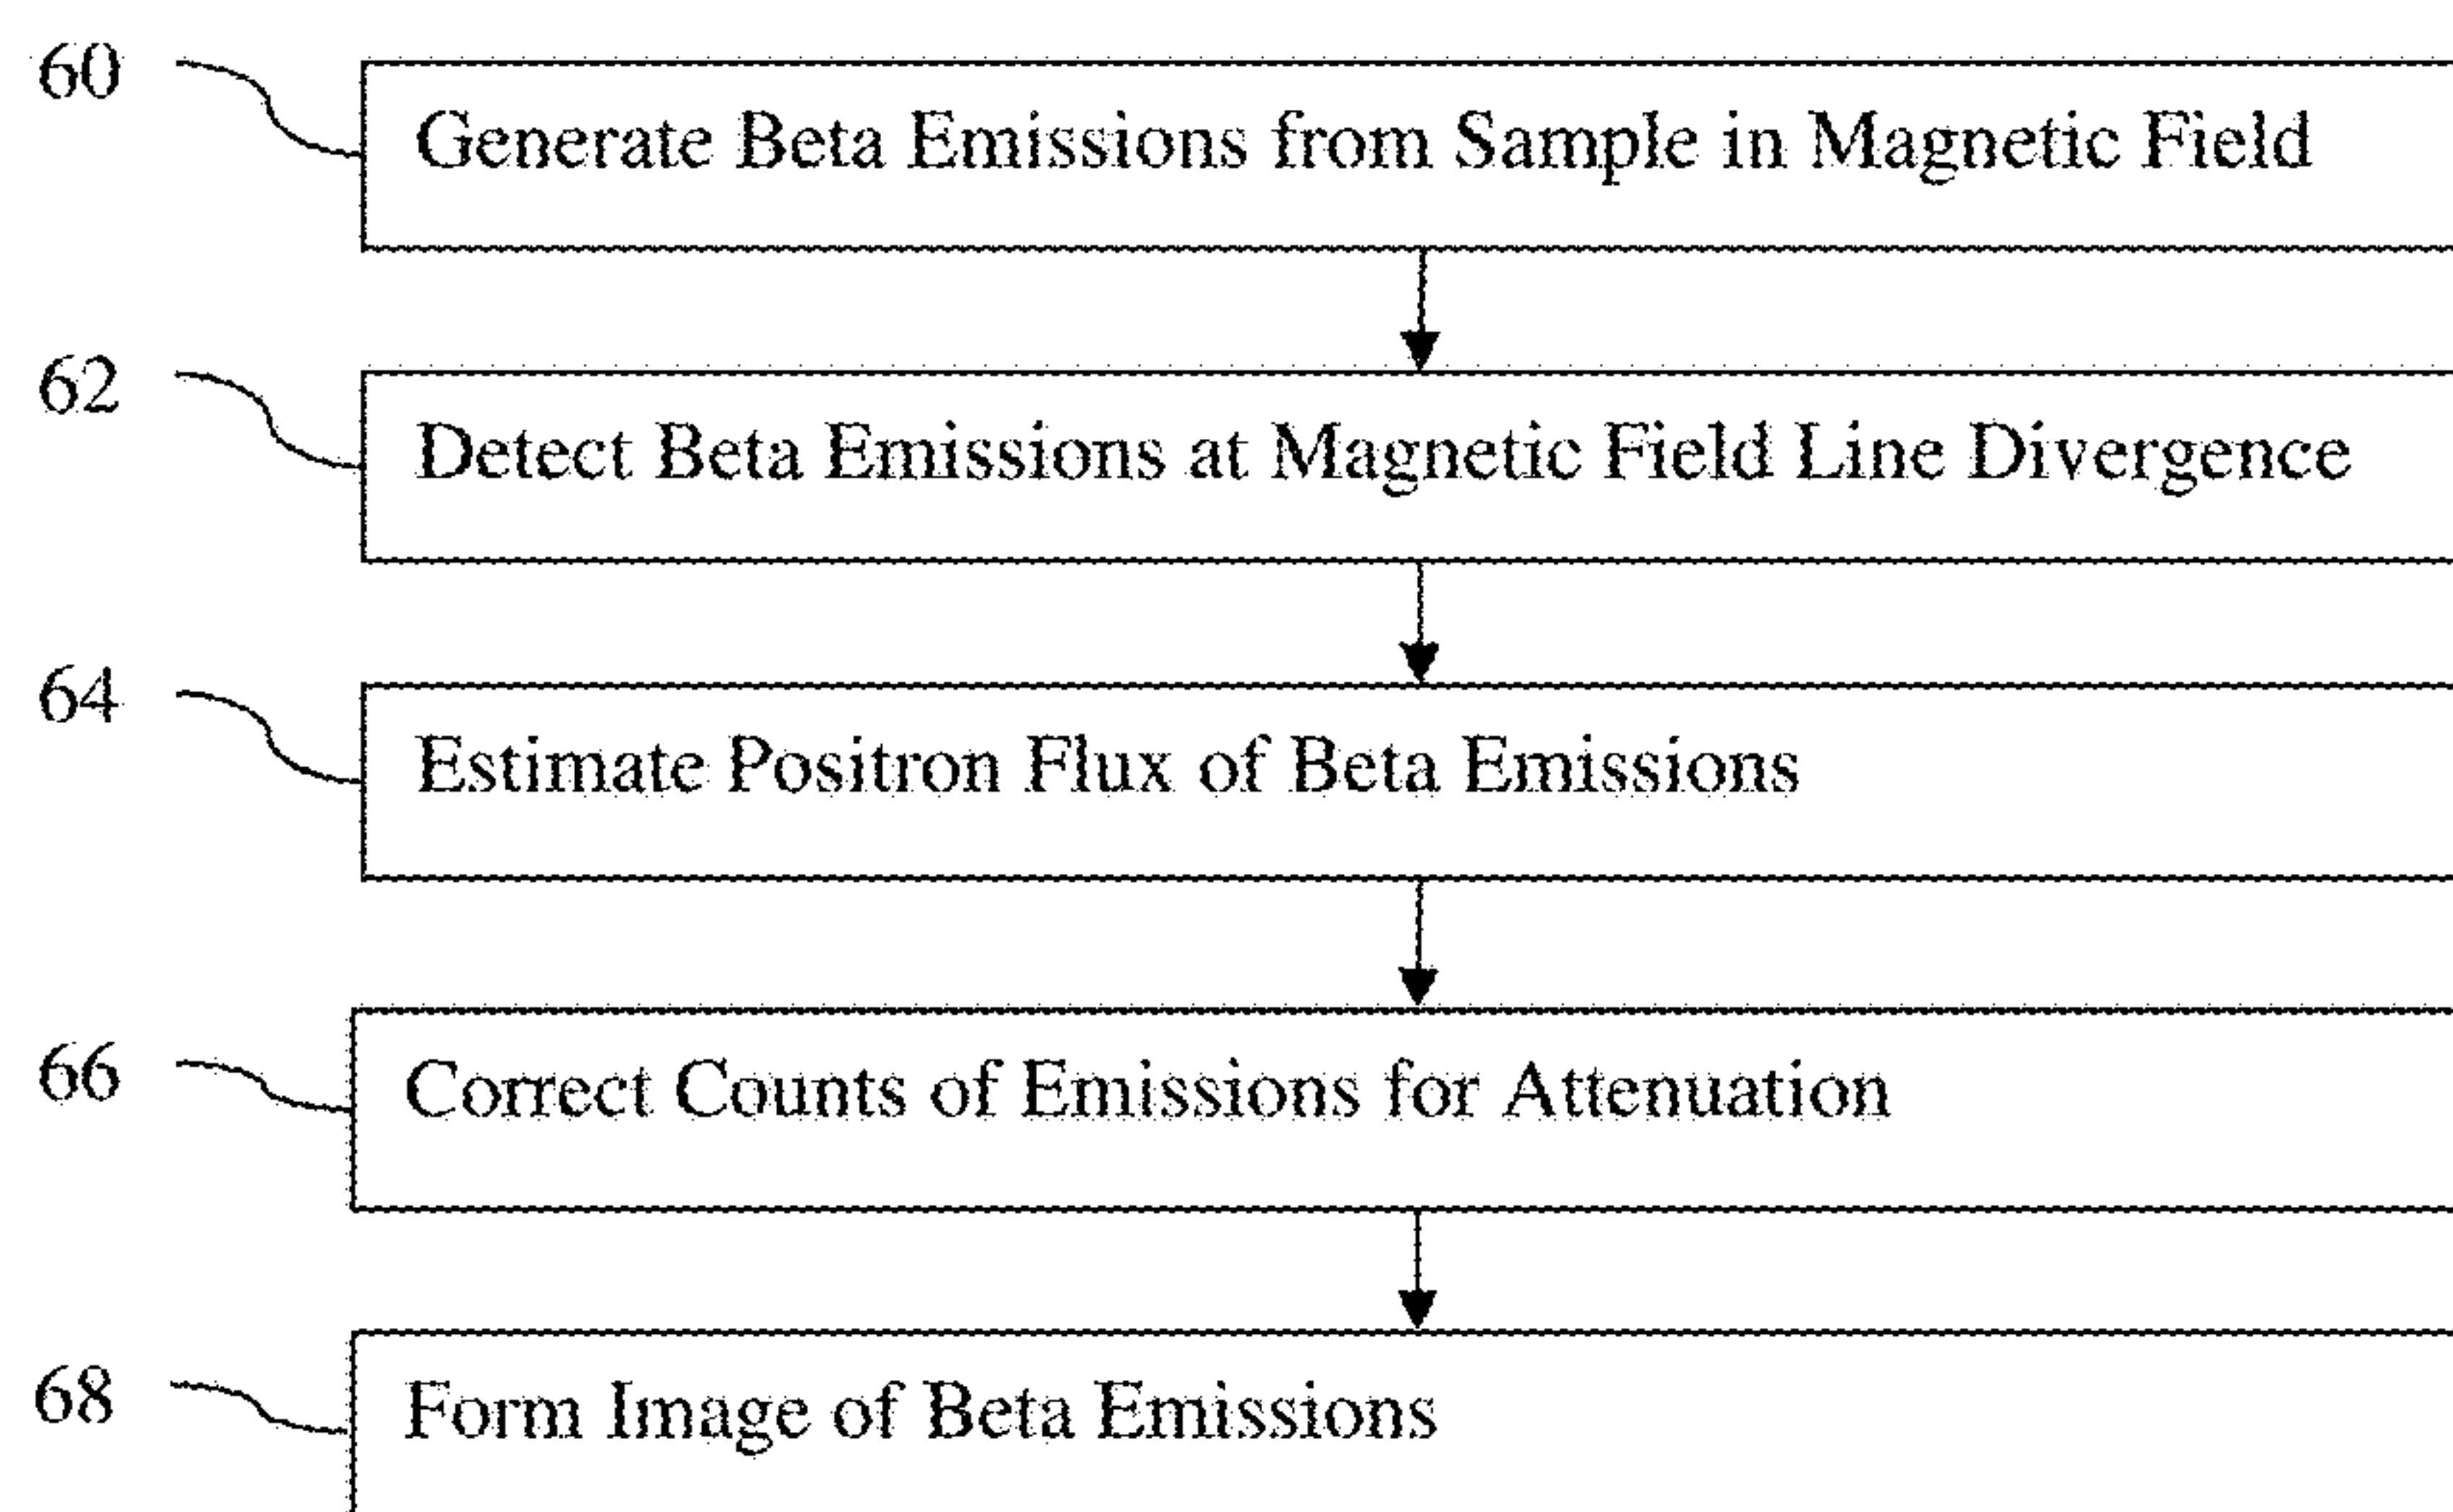 60
Generate Beta Emissions from Sample in Magnetic Field
62
Detect Beta Emissions at Magnetic Field Line Divergence
64
Estimate Positron Flux of Beta Emissions
66
Correct Counts of Emissions for Attenuation
68
Form Image of Beta Emissions